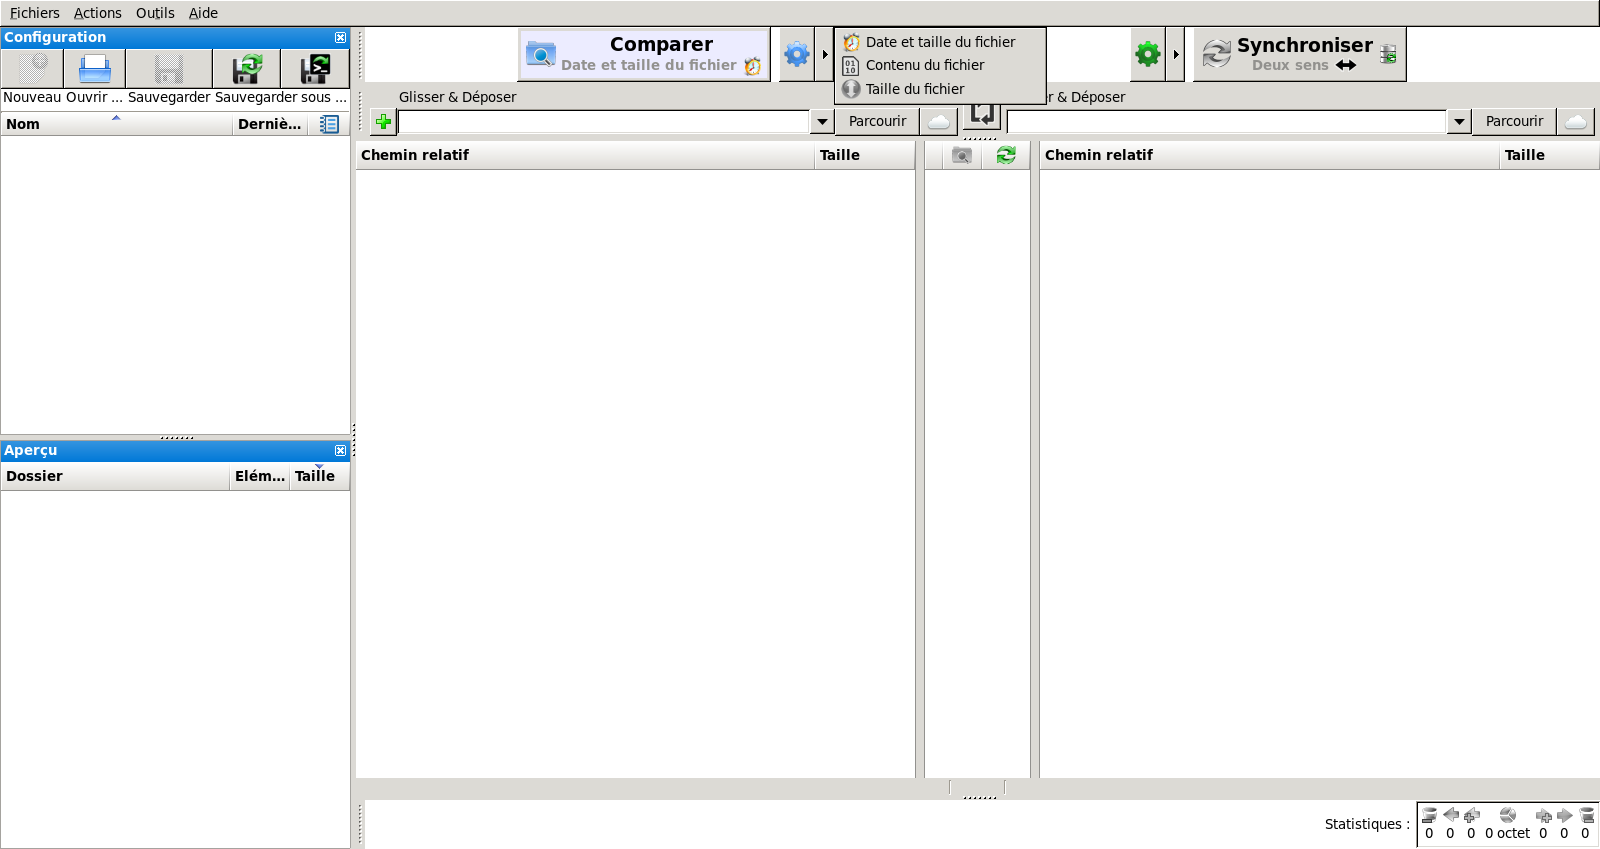 Fichiers Actions Outils Aide
Configuration
Nouveau Ouvrir ... Sauvegarder Sauvegarder sous ...
Nom Derniè...
Comparer
Date et taille du fichier
Date et taille du fichier
Contenu du fichier
Taille du fichier
Synchroniser
Deux sens
Glisser & Déposer
er & Déposer
Parcourir
Parcourir
Chemin relatif Taille
Chemin relatif Taille
Aperçu
Dossier Elém... Taille
Statistiques :
0 0 0 0 octet 0 0 0